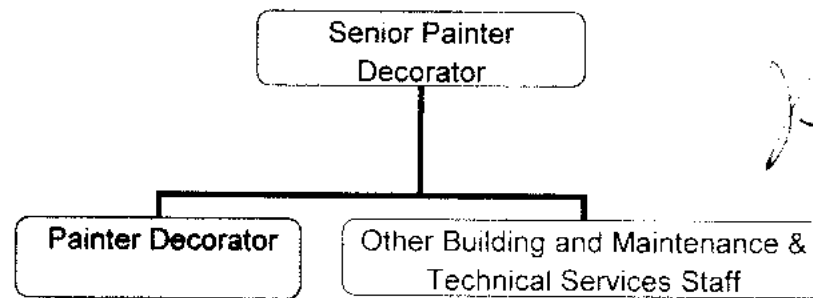 Senior Painter
Decorator
Painter Decorator
Other Building and Maintenance &
Technical Services Staff